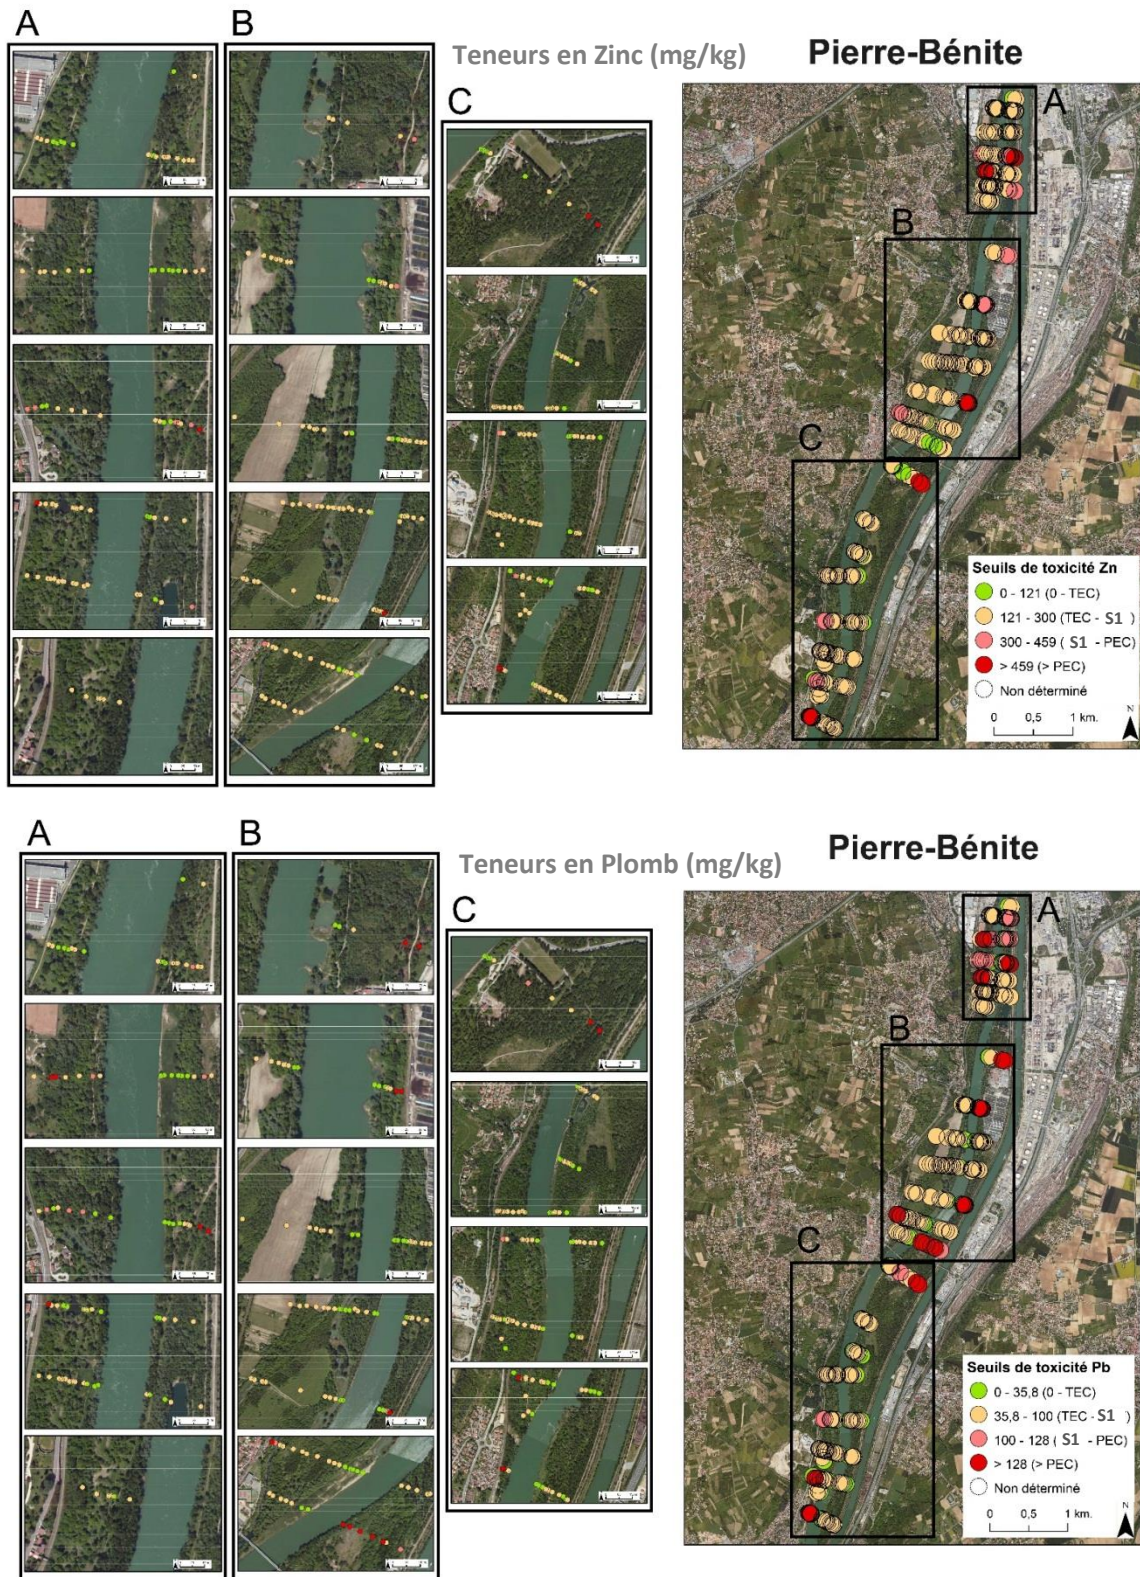 A
B
Teneurs en Zinc (mg/kg)
Pierre-Bénite
C
A
B
C
Seuils de toxicité Zn
0 - 121 (0 - TEC)
121 - 300 (TEC - S1 )
300 - 459 ( S1 - PEC)
> 459 (> PEC)
Non déterminé
N
0 0,5 1 km.
A
B
Teneurs en Plomb (mg/kg)
Pierre-Bénite
C
A
B
C
Seuils de toxicité Pb
0 - 35,8 (0 - TEC)
35,8 - 100 (TEC - S1 )
100 - 128 ( S1 - PEC)
> 128 (> PEC)
Non déterminé
N
0 0,5 1 km.